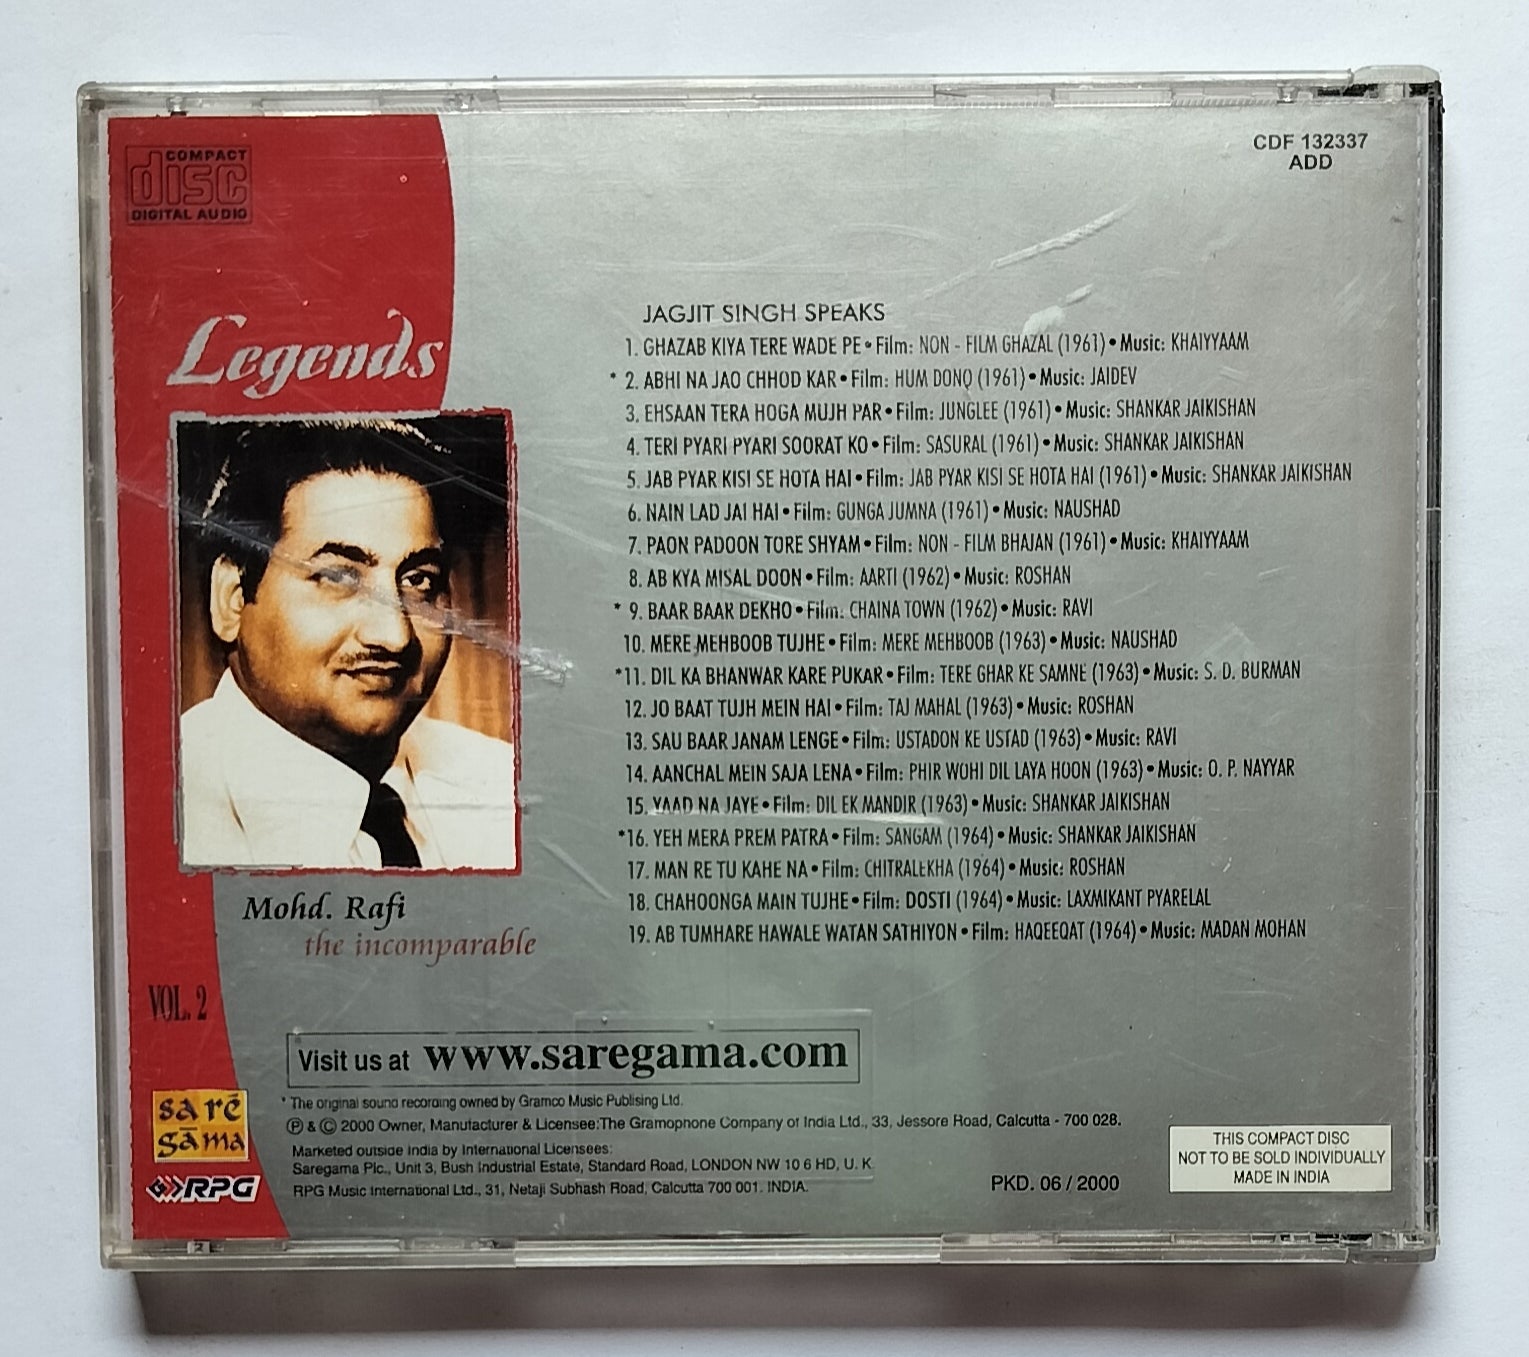 COMPACT
disc
DIGITAL AUDIO
CDF 132337
ADD
Legends
JAGJIT SINGH SPEAKS
1. GHAZAB KIYA TERE WADE PE • Film: NON - FILM GHAZAL (1961) • Music: KHAIYYAAM
* 2. ABHI NA JAO CHHOD KAR • Film: HUM DONO (1961) • Music: JAIDEV
3. EHSAAN TERA HOGA MUJH PAR • Film: JUNGLEE (1961) • Music: SHANKAR JAIKISHAN
4. TERI PYARI PYARI SOORAT KO • Film: SASURAL (1961) • Music: SHANKAR JAIKISHAN
5. JAB PYAR KISI SE HOTA HAI • Film: JAB PYAR KISI SE HOTA HAI (1961) • Music: SHANKAR JAIKISHAN
6. NAIN LAD JAI HAI • Film: GUNGA JUMNA (1961) • Music: NAUSHAD
7. PAON PADOON TORE SHYAM • Film: NON - FILM BHAJAN (1961) • Music: KHAIYYAAM
8. AB KYA MISAL DOON • Film: AARTI (1962) • Music: ROSHAN
* 9. BAAR BAAR DEKHO • Film: CHAINA TOWN (1962) • Music: RAVI
10. MERE MEHBOOB TUJHE • Film: MERE MEHBOOB (1963) • Music: NAUSHAD
*11. DIL KA BHANWAR KARE PUKAR • Film: TERE GHAR KE SAMNE (1963) • Music: S. D. BURMAN
12. JO BAAT TUJH MEIN HAI • Film: TAJ MAHAL (1963) • Music: ROSHAN
13. SAU BAAR JANAM LENGE • Film: USTADON KE USTAD (1963) • Music: RAVI
14. AANCHAL MEIN SAJA LENA • Film: PHIR WOHI DIL LAYA HOON (1963) • Music: O. P. NAYYAR
15. YAAD NA JAYE • Film: DIL EK MANDIR (1963) • Music: SHANKAR JAIKISHAN
*16. YEH MERA PREM PATRA • Film: SANGAM (1964) • Music: SHANKAR JAIKISHAN
17. MAN RE TU KAHE NA • Film: CHITRALEKHA (1964) • Music: ROSHAN
18. CHAHOONGA MAIN TUJHE • Film: DOSTI (1964) • Music: LAXMIKANT PYARELAL
19. AB TUMHARE HAWALE WATAN SATHIYON • Film: HAQEEQAT (1964) • Music: MADAN MOHAN
Mohd. Rafi
the incomparable
VOL. 2
Visit us at www.saregama.com
sa rē
gāma
RPG
* The original sound recording owned by Gramco Music Publising Ltd.
Ⓟ & © 2000 Owner, Manufacturer & Licensee:The Gramophone Company of India Ltd., 33, Jessore Road, Calcutta - 700 028.
Marketed outside India by International Licensees:
Saregama Plc., Unit 3, Bush Industrial Estate, Standard Road, LONDON NW 10 6 HD, U. K.
RPG Music International Ltd., 31, Netaji Subhash Road, Calcutta 700 001. INDIA.
PKD. 06 / 2000
THIS COMPACT DISC
NOT TO BE SOLD INDIVIDUALLY
MADE IN INDIA